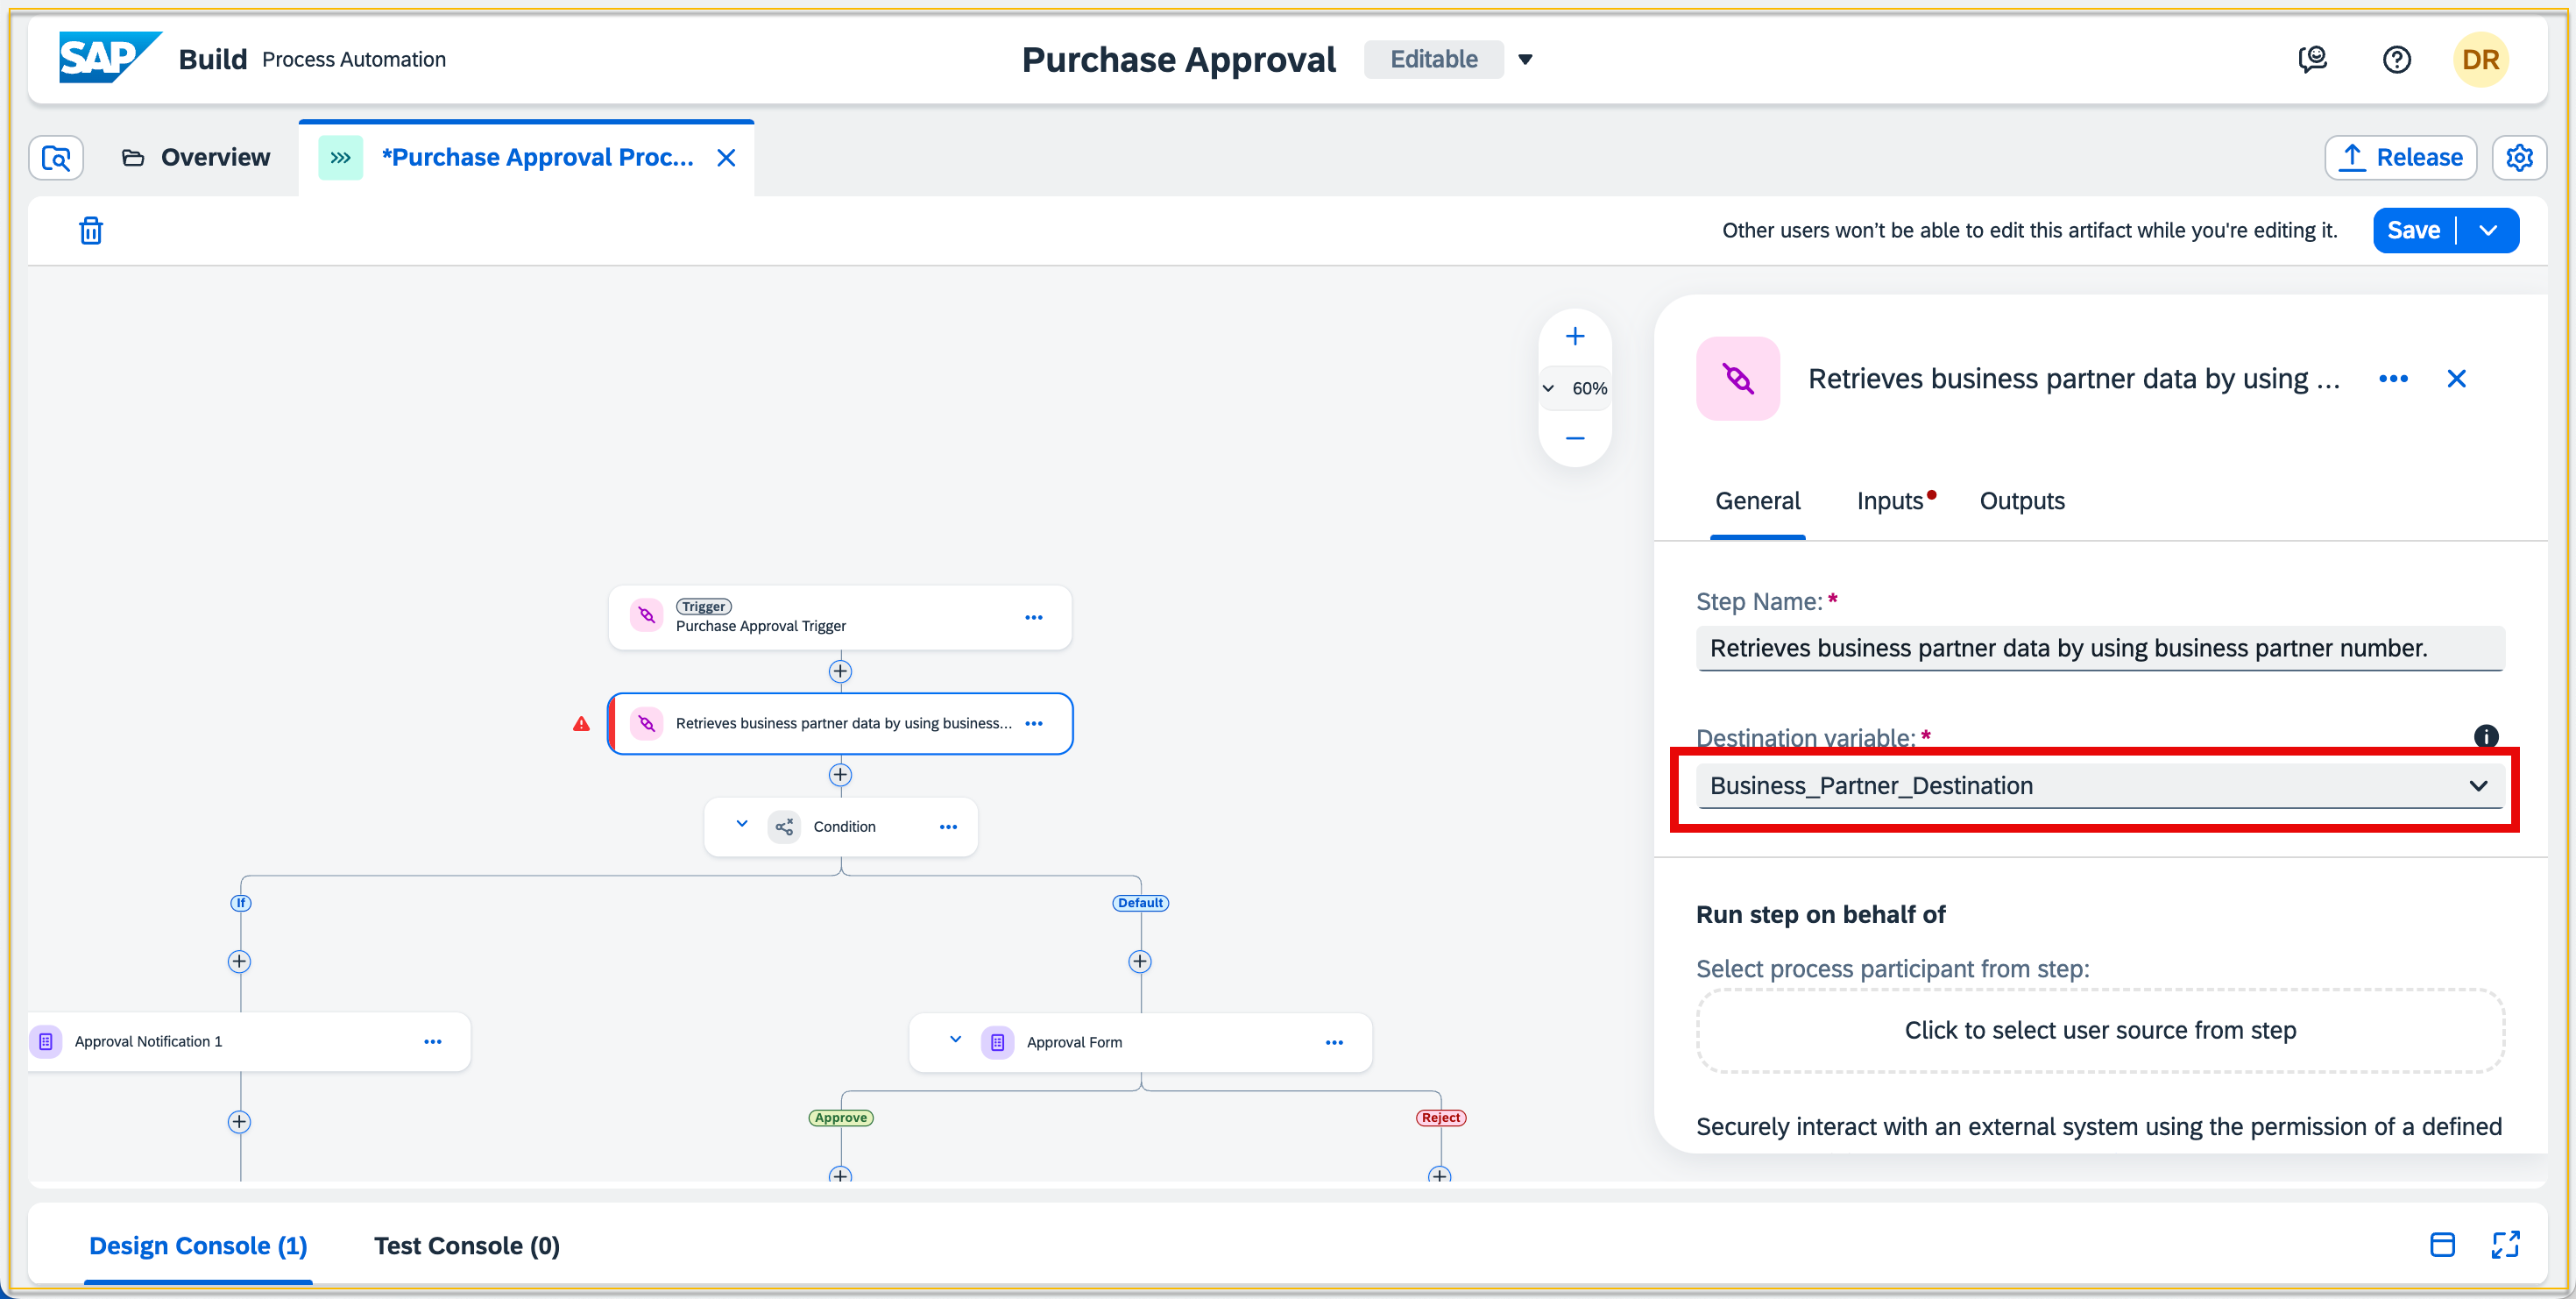 SAP Build Process Automation
Purchase Approval Editable
DR
Overview
*Purchase Approval Proc...
Release
Other users won't be able to edit this artifact while you're editing it.
Save
60%
Trigger
Purchase Approval Trigger
Retrieves business partner data by using business...
Condition
If
Default
Approval Notification 1
Approval Form
Approve
Reject
Retrieves business partner data by using ...
General Inputs Outputs
Step Name: *
Retrieves business partner data by using business partner number.
Destination variable: *
Business_Partner_Destination
Run step on behalf of
Select process participant from step:
Click to select user source from step
Securely interact with an external system using the permission of a defined
Design Console (1) Test Console (0)